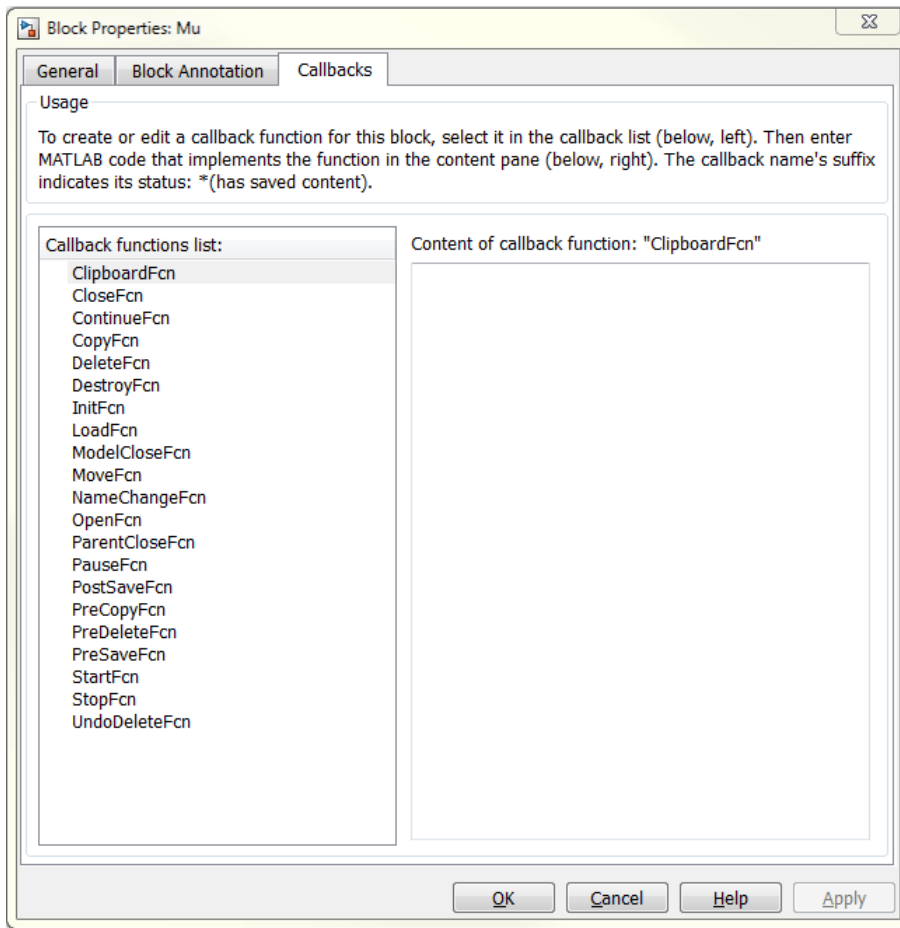 Block Properties: Mu
General
Block Annotation
Callbacks
Usage
To create or edit a callback function for this block, select it in the callback list (below, left). Then enter
MATLAB code that implements the function in the content pane (below, right). The callback name's suffix
indicates its status: *(has saved content).
Callback functions list:
ClipboardFcn
CloseFcn
ContinueFcn
CopyFcn
DeleteFcn
DestroyFcn
InitFcn
LoadFcn
ModelCloseFcn
MoveFcn
NameChangeFcn
OpenFcn
ParentCloseFcn
PauseFcn
PostSaveFcn
PreCopyFcn
PreDeleteFcn
PreSaveFcn
StartFcn
StopFcn
UndoDeleteFcn
Content of callback function: "ClipboardFcn"
OK
Cancel
Help
Apply